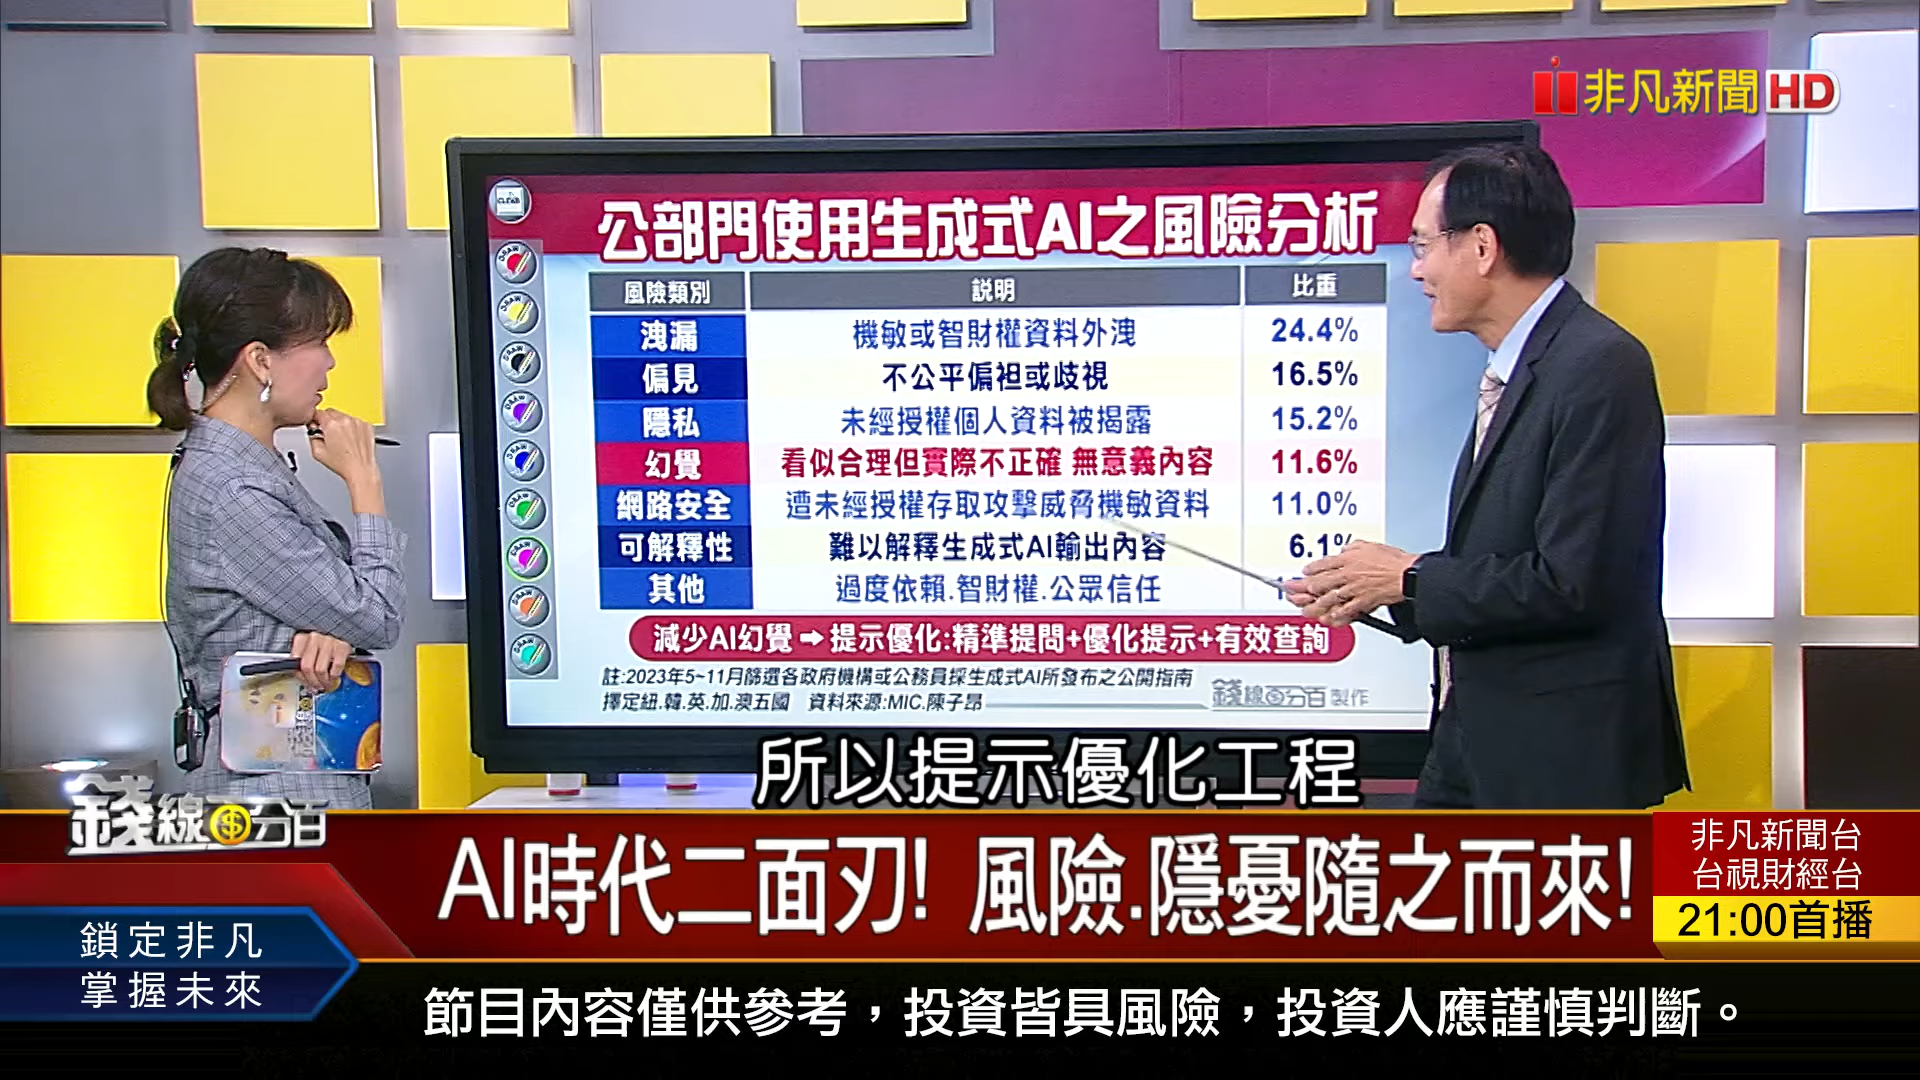 非凡新聞HD
CLEAR
公部門使用生成式AI之風險分析
風險類別 說明 比重
洩漏 機敏或智財權資料外洩 24.4%
偏見 不公平偏袒或歧視 16.5%
隱私 未經授權個人資料被揭露 15.2%
幻覺 看似合理但實際不正確 無意義內容 11.6%
網路安全 遭未經授權存取攻擊威脅機敏資料 11.0%
可解釋性 難以解釋生成式AI輸出內容 6.1%
其他 過度依賴.智財權.公眾信任
減少AI幻覺➡提示優化:精準提問+優化提示+有效查詢
註:2023年5~11月篩選各政府機構或公務員採生成式AI所發布之公開指南
擇定紐.韓.英.加.澳五國 資料來源:MIC.陳子昂
錢線百分百 製作
DRAW
DRAW
DRAW
DRAW
DRAW
DRAW
DRAW
DRAW
DRAW
所以提示優化工程
錢線百分百
AI時代二面刃! 風險.隱憂隨之而來!
非凡新聞台
台視財經台
21:00首播
鎖定非凡
掌握未來
節目內容僅供參考，投資皆具風險，投資人應謹慎判斷。